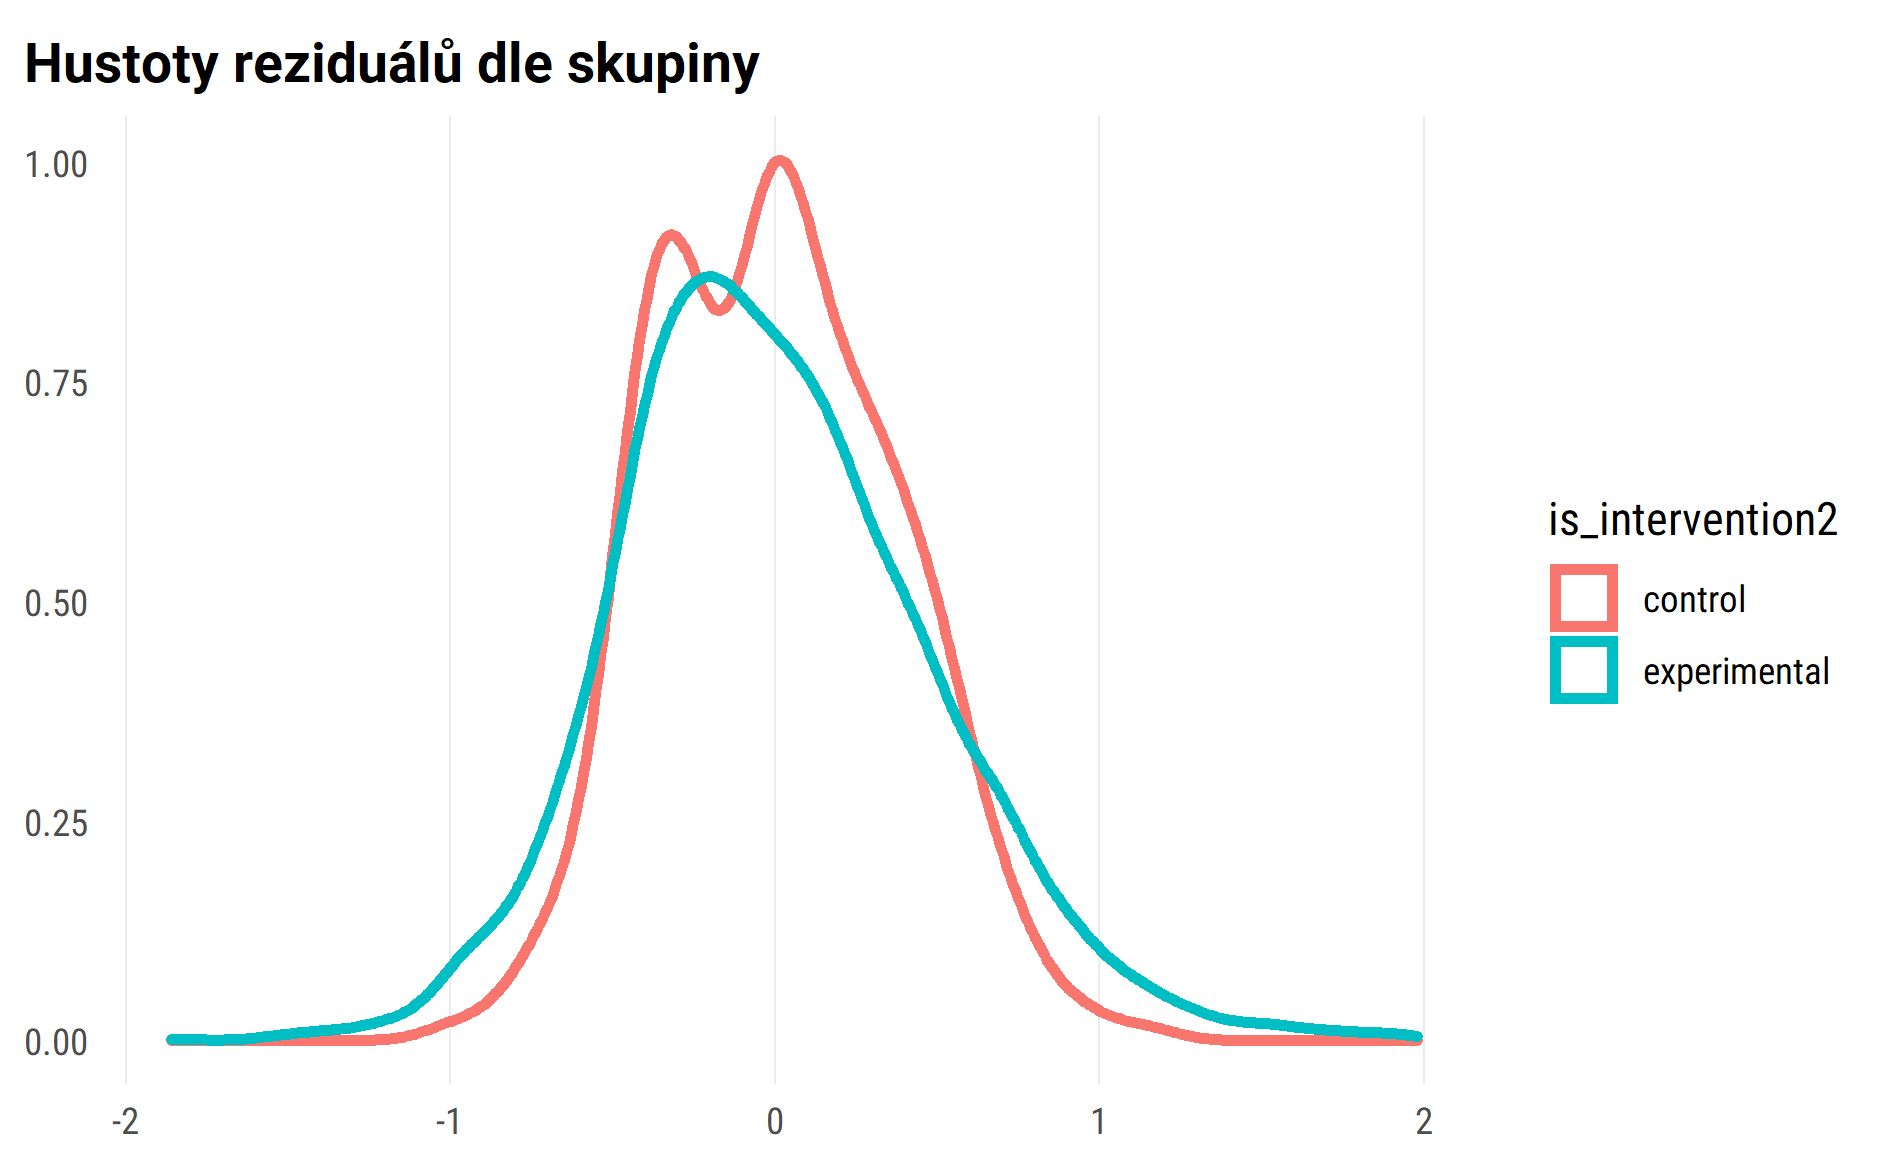 Hustoty reziduálů dle skupiny
1.00
0.75
0.50
0.25
0.00
-2 -1 0 1 2
is_intervention2
control
experimental